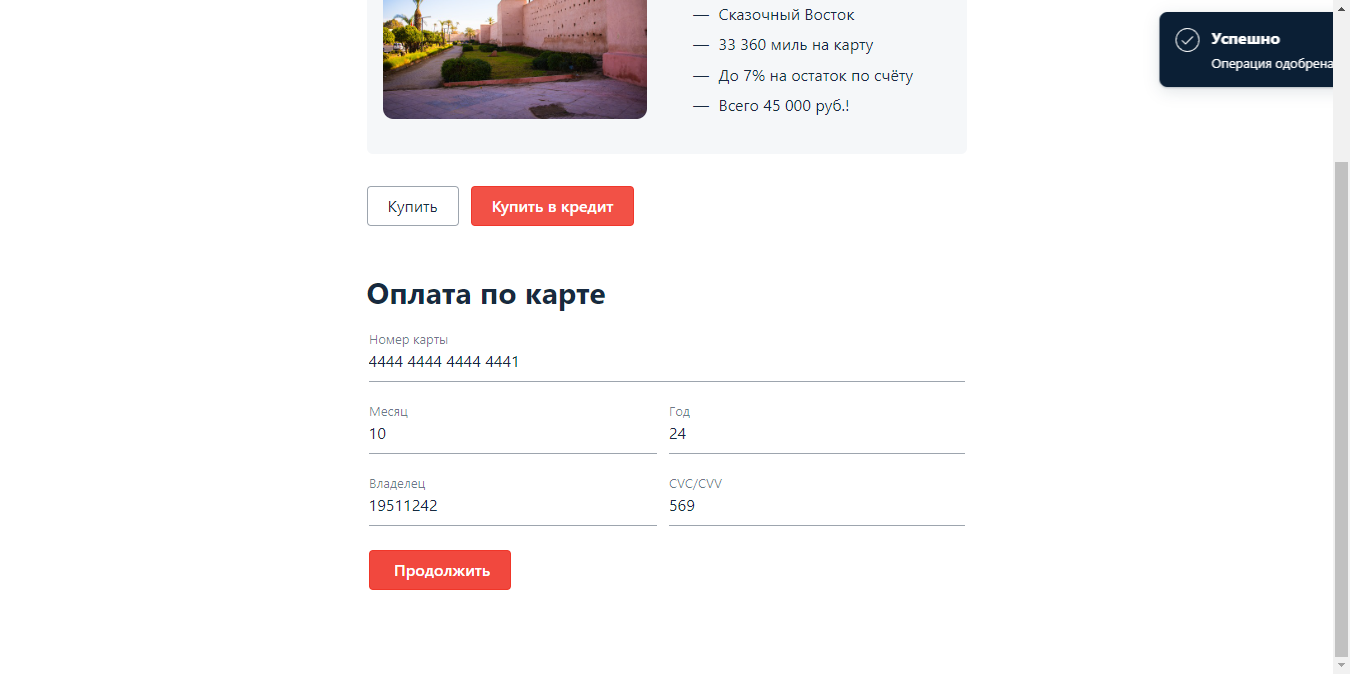 — Сказочный Восток
— 33 360 миль на карту
— До 7% на остаток по счёту
— Всего 45 000 руб.!
Успешно
Операция одобрена
Купить
Купить в кредит
Оплата по карте
Номер карты
4444 4444 4444 4441
Месяц
10
Год
24
Владелец
19511242
CVC/CVV
569
Продолжить